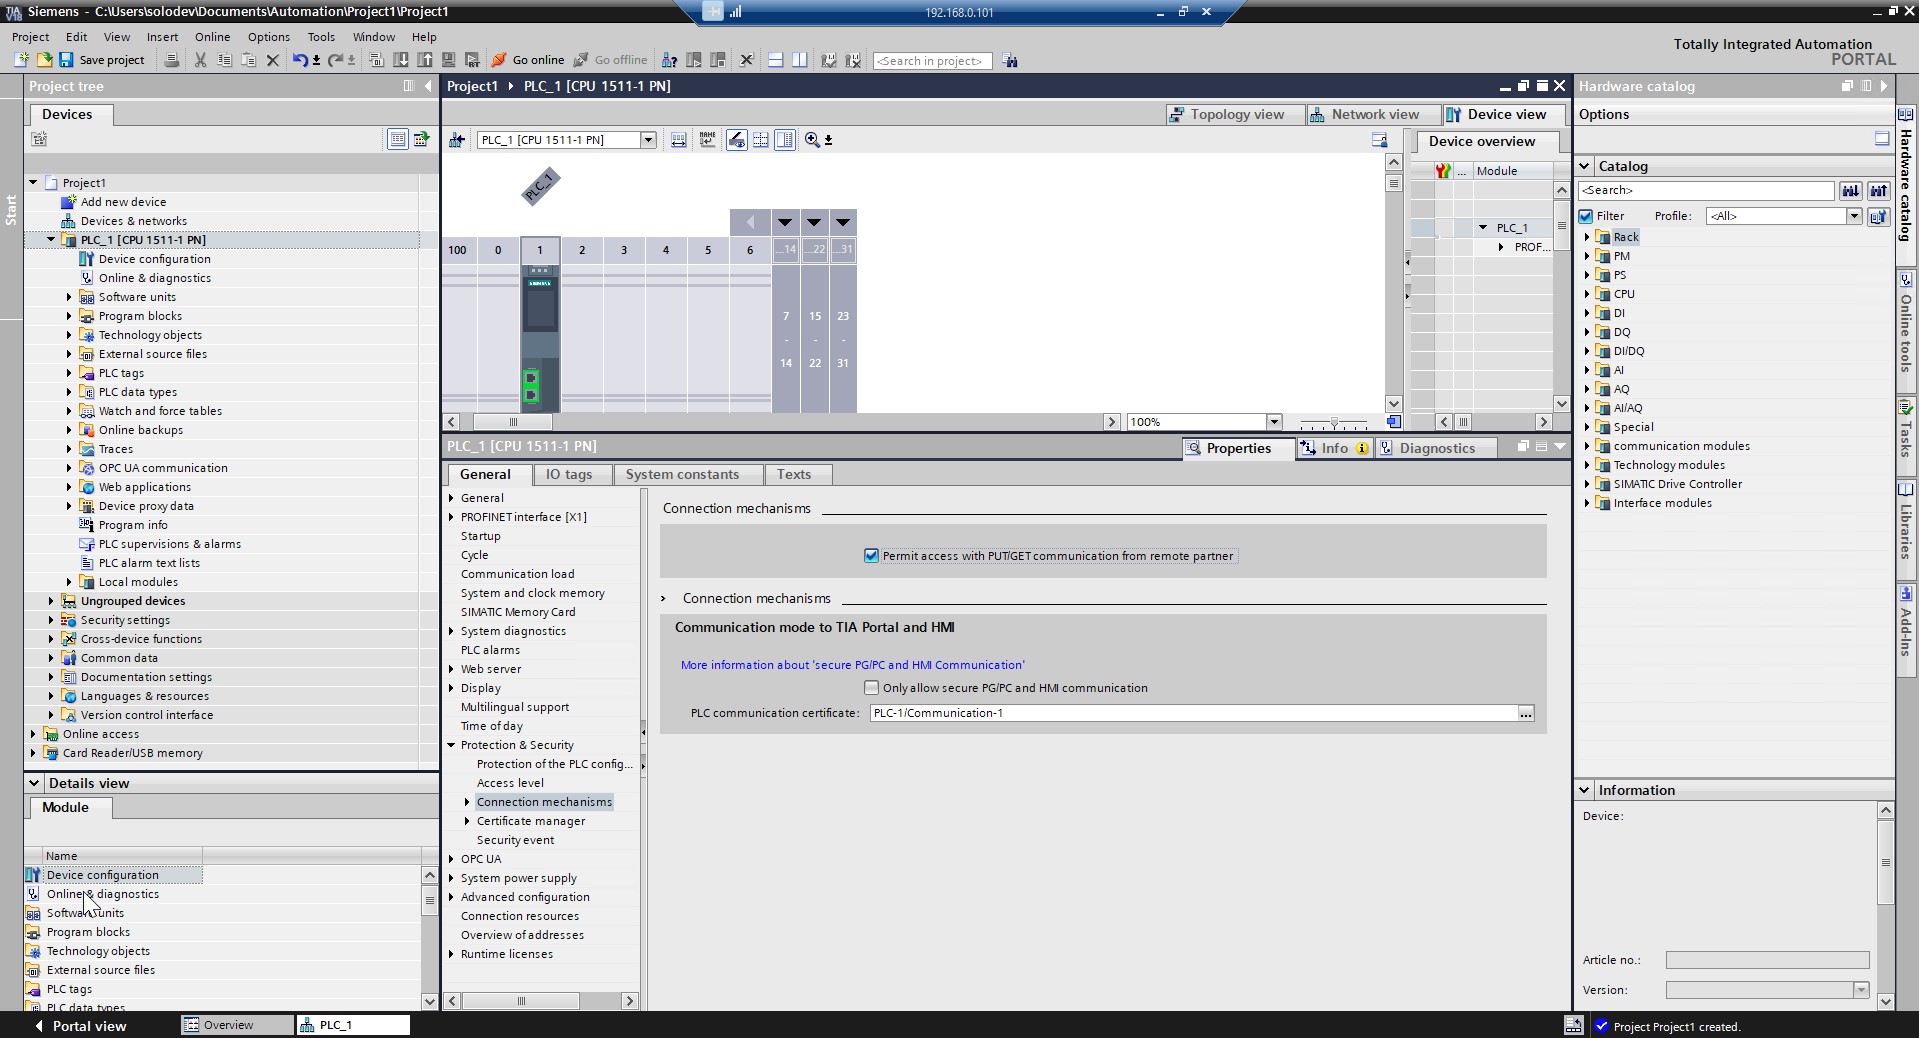 Siemens - C:\Users\solodev\Documents\Automation\Project1\Project1
192.168.0.101
Project Edit View Insert Online Options Tools Window Help
Totally Integrated Automation
PORTAL
Save project
Go online
Go offline
<Search in project>
Project tree
Project1 PLC_1 [CPU 1511-1 PN]
Hardware catalog
Devices
Topology view
Network view
Device view
Options
PLC_1 [CPU 1511-1 PN]
Device overview
... Module
PLC_1
PROF...
PLC_1
100 0 1 2 3 4 5 6 ...14 ...22 ...31
SIEMENS
7 15 23
- - -
14 22 31
100%
Start
Project1
Add new device
Devices & networks
PLC_1 [CPU 1511-1 PN]
Device configuration
Online & diagnostics
Software units
Program blocks
Technology objects
External source files
PLC tags
PLC data types
Watch and force tables
Online backups
Traces
OPC UA communication
Web applications
Device proxy data
Program info
PLC supervisions & alarms
PLC alarm text lists
Local modules
Ungrouped devices
Security settings
Cross-device functions
Common data
Documentation settings
Languages & resources
Version control interface
Online access
Card Reader/USB memory
Details view
Module
Name
Device configuration
Online & diagnostics
Software units
Program blocks
Technology objects
External source files
PLC tags
PLC data types
PLC_1 [CPU 1511-1 PN]
Properties
Info
Diagnostics
General
IO tags
System constants
Texts
General
PROFINET interface [X1]
Startup
Cycle
Communication load
System and clock memory
SIMATIC Memory Card
System diagnostics
PLC alarms
Web server
Display
Multilingual support
Time of day
Protection & Security
Protection of the PLC config...
Access level
Connection mechanisms
Certificate manager
Security event
OPC UA
System power supply
Advanced configuration
Connection resources
Overview of addresses
Runtime licenses
Connection mechanisms
Permit access with PUT/GET communication from remote partner
Connection mechanisms
Communication mode to TIA Portal and HMI
More information about 'secure PG/PC and HMI Communication'
Only allow secure PG/PC and HMI communication
PLC communication certificate: PLC-1/Communication-1
...
Catalog
<Search>
Filter Profile: <All>
Rack
PM
PS
CPU
DI
DQ
DI/DQ
AI
AQ
AI/AQ
Special
communication modules
Technology modules
SIMATIC Drive Controller
Interface modules
Information
Device:
Article no.:
Version:
Hardware catalog
Online tools
Tasks
Libraries
Add-Ins
Portal view
Overview
PLC_1
Project Project1 created.